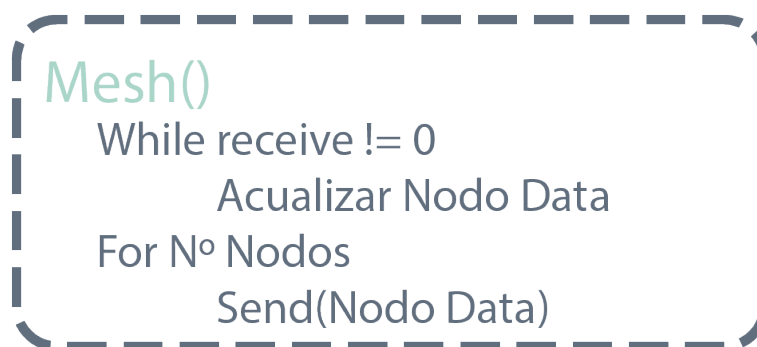 Mesh()
While receive != 0
Acualizar Nodo Data
For Nº Nodos
Send(Nodo Data)